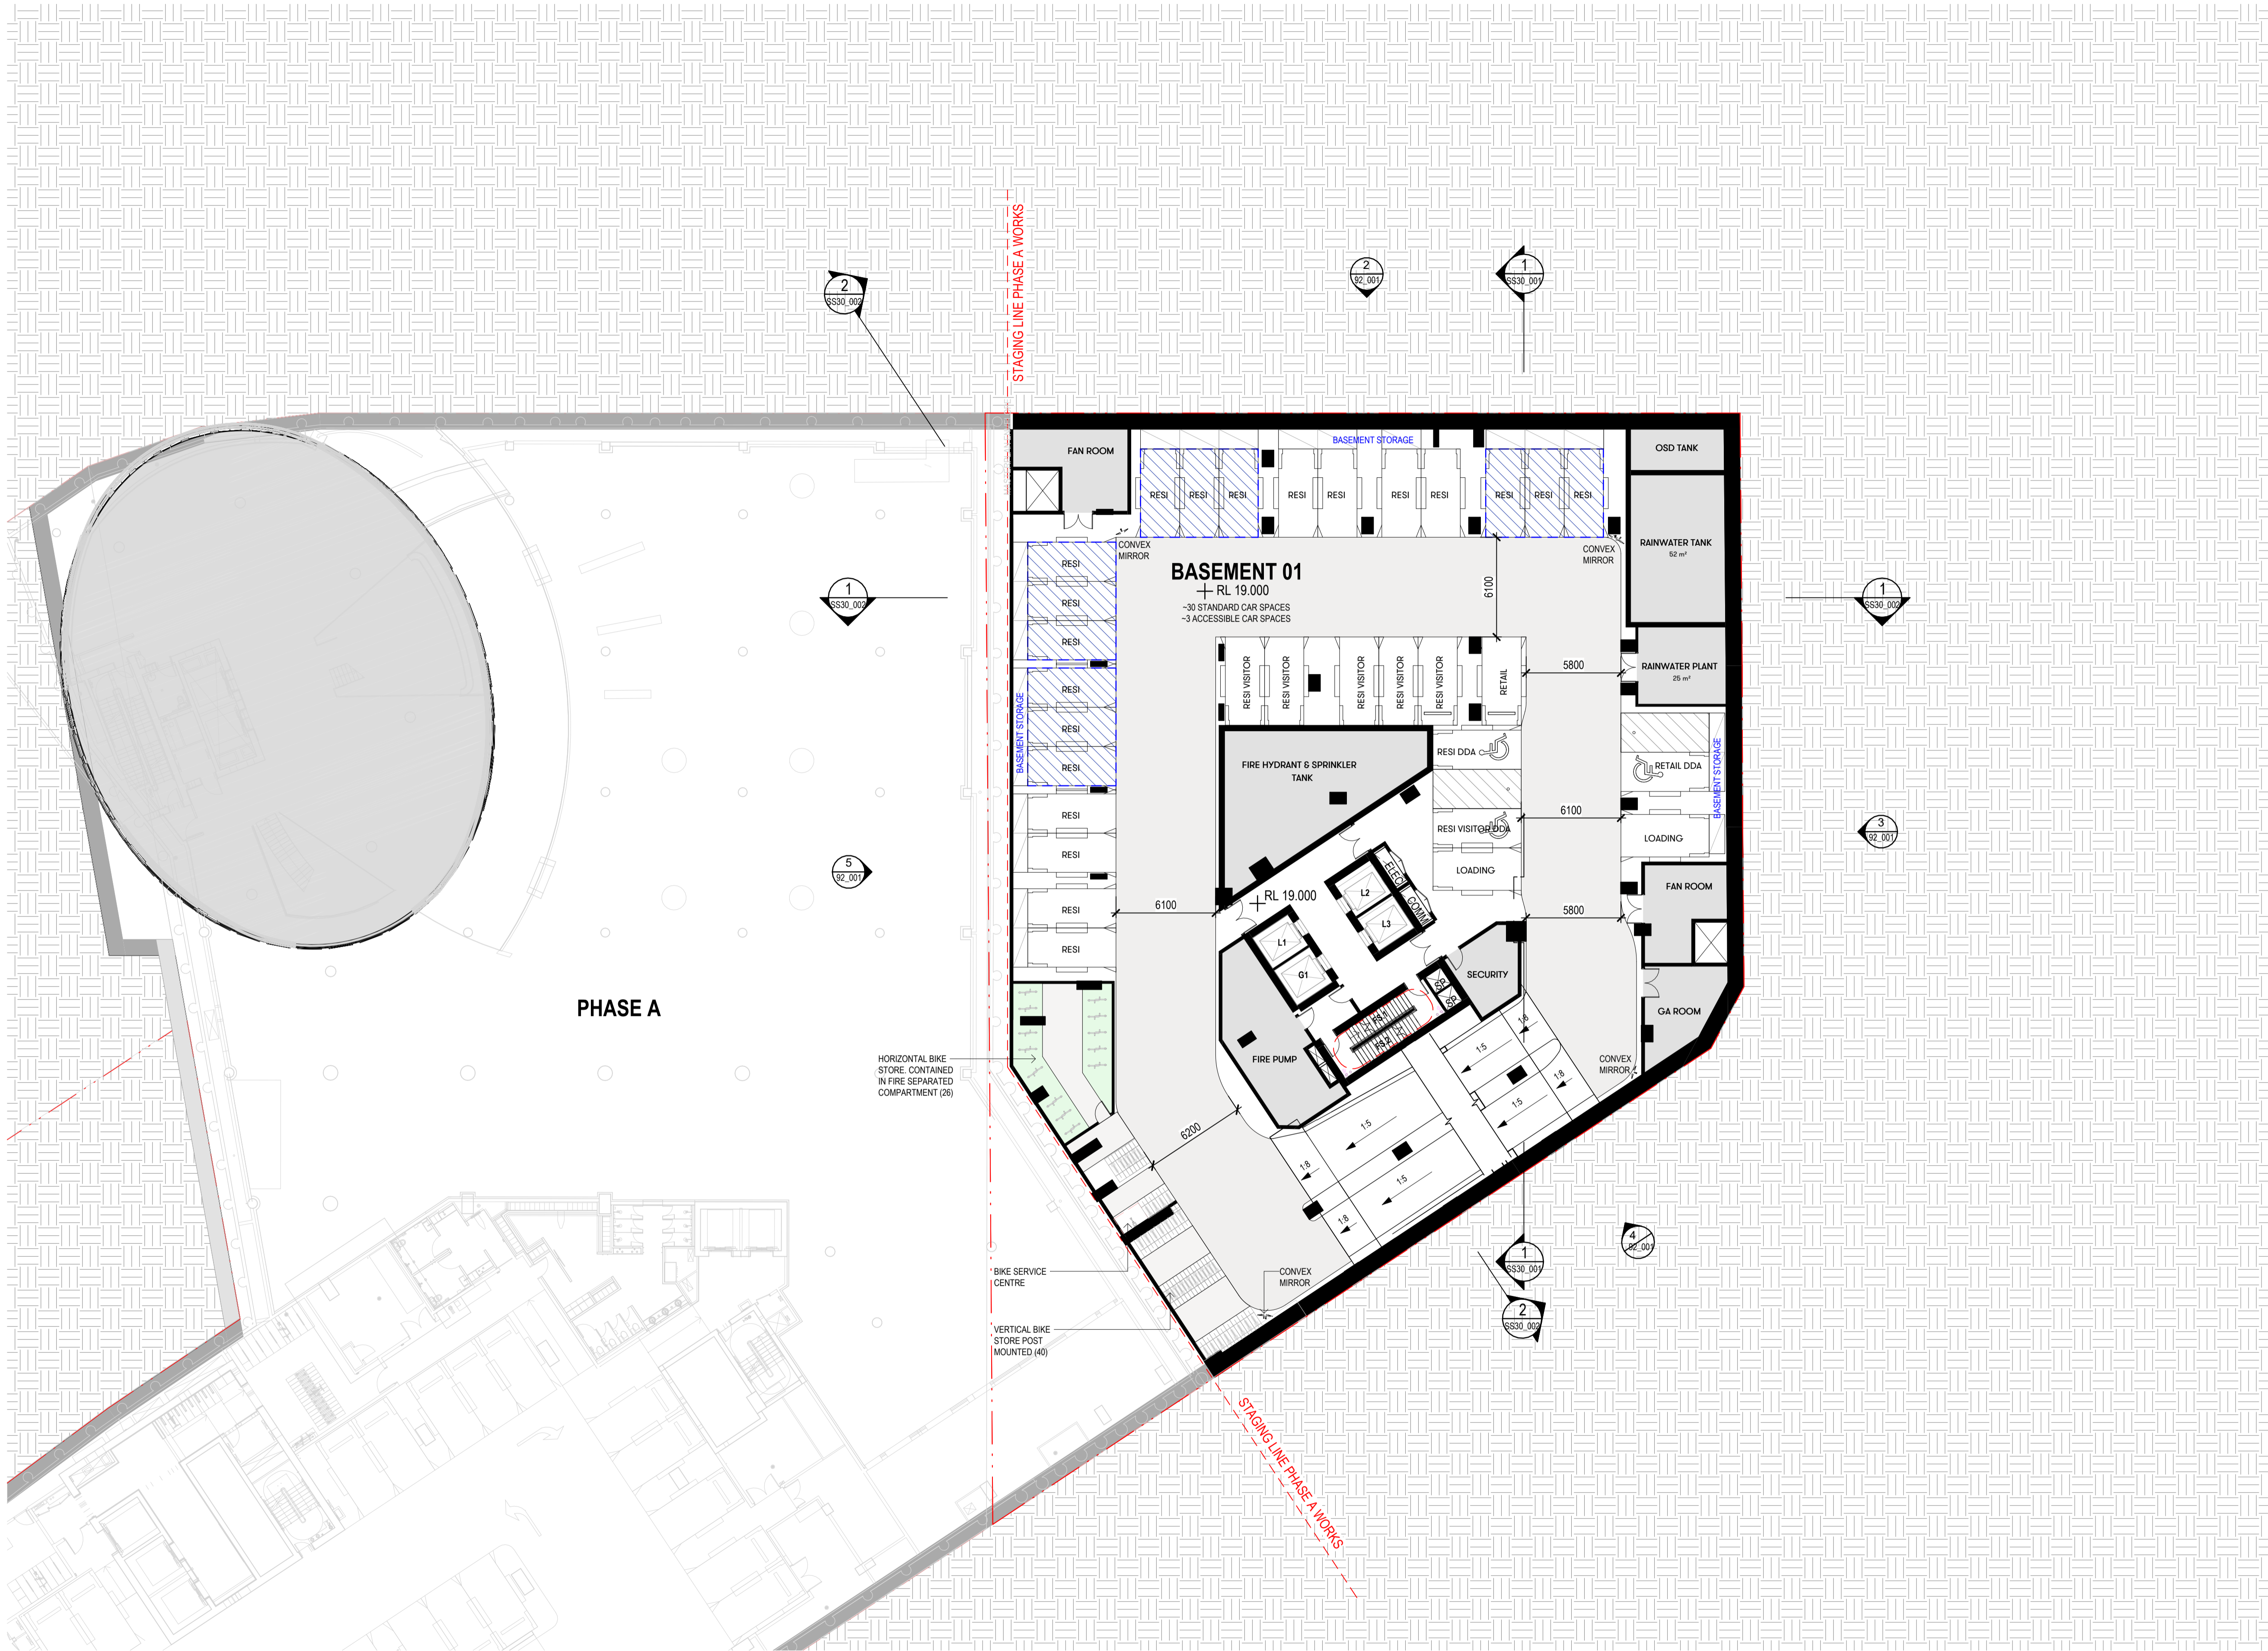 STAGING LINE PHASE A WORKS
2
SS30_002
2
92_001
1
SS30_001
FAN ROOM
BASEMENT STORAGE
OSD TANK
RESI
RESI
RESI
RESI
RESI
RESI
RESI
RESI
RESI
RESI
CONVEX
MIRROR
CONVEX
MIRROR
RAINWATER TANK
52 m²
RESI
RESI
RESI
BASEMENT 01
RL 19.000
~30 STANDARD CAR SPACES
~3 ACCESSIBLE CAR SPACES
6100
1
SS30_002
1
SS30_002
RESI VISITOR
RESI VISITOR
RESI VISITOR
RESI VISITOR
RESI VISITOR
RETAIL
5800
RAINWATER PLANT
25 m²
BASEMENT STORAGE
RESI
RESI
RESI
RESI DDA
FIRE HYDRANT & SPRINKLER
TANK
RETAIL DDA
BASEMENT STORAGE
RESI
RESI
6100
RESI VISITOR DDA
LOADING
3
92_001
5
92_001
LOADING
ELEC
COMMS
FAN ROOM
L2
L3
RL 19.000
6100
5800
RESI
RESI
L1
G1
SECURITY
SP
SP
PHASE A
GA ROOM
FS 1
FS 2
FIRE PUMP
HORIZONTAL BIKE
STORE. CONTAINED
IN FIRE SEPARATED
COMPARTMENT (26)
CONVEX
MIRROR
1:8
1:5
1:8
1:5
6200
1:5
1:8
1:5
1:8
4
92_001
1
SS30_001
BIKE SERVICE
CENTRE
CONVEX
MIRROR
2
SS30_002
VERTICAL BIKE
STORE POST
MOUNTED (40)
STAGING LINE PHASE A WORKS